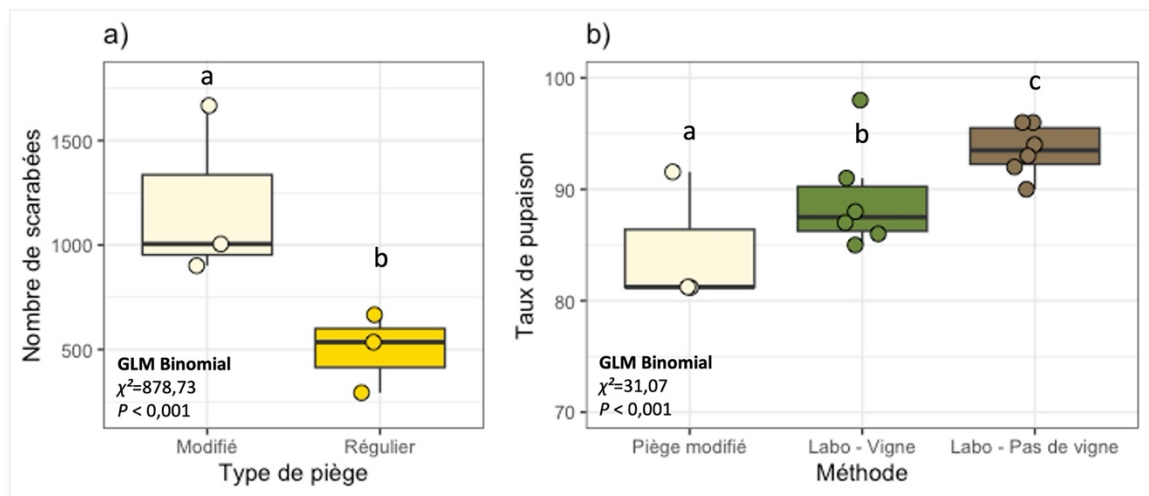 a)
a
b
Nombre de scarabées
1500
1000
500
GLM Binomial
χ²=878,73
P < 0,001
Modifié
Régulier
Type de piège
b)
a
b
c
Taux de pupaison
100
90
80
70
GLM Binomial
χ²=31,07
P < 0,001
Piège modifié
Labo - Vigne
Labo - Pas de vigne
Méthode